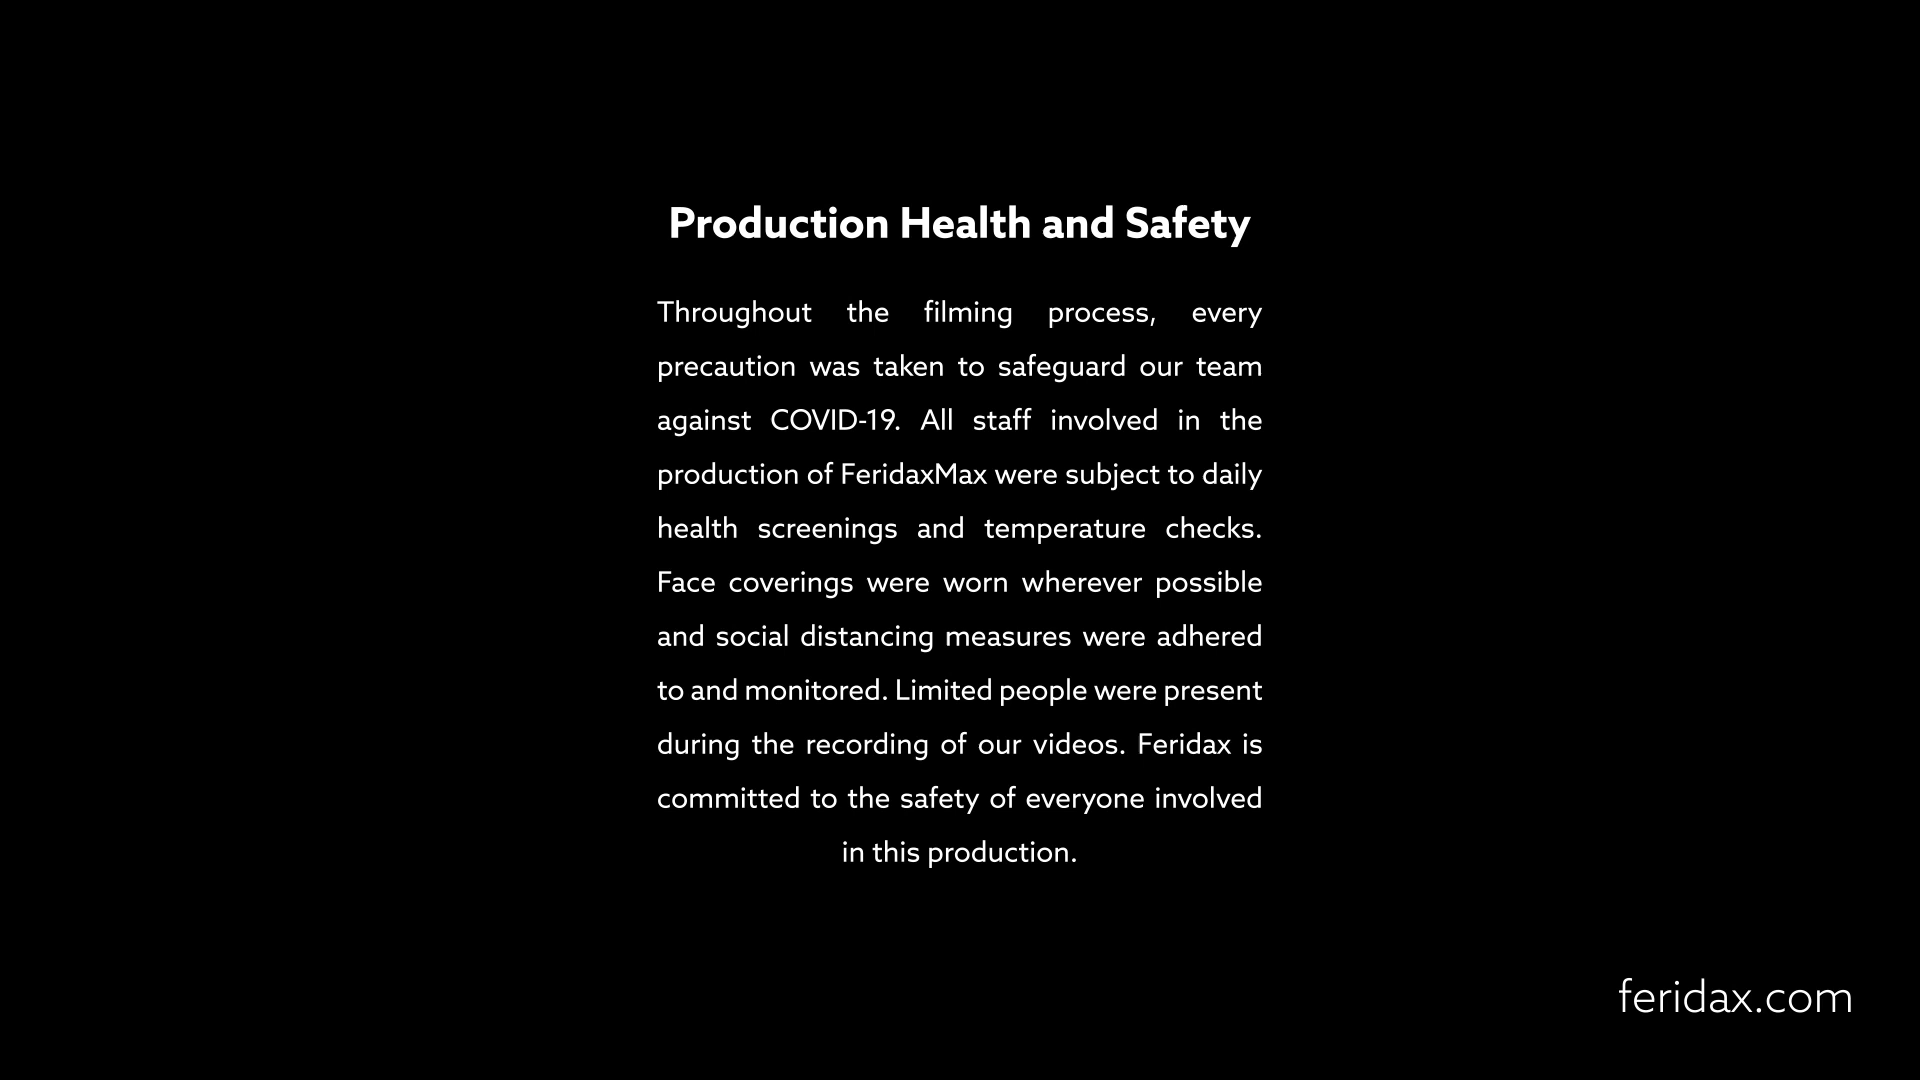 Production Health and Safety
Throughout the filming process, every
precaution was taken to safeguard our team
against COVID-19. All staff involved in the
production of FeridaxMax were subject to daily
health screenings and temperature checks.
Face coverings were worn wherever possible
and social distancing measures were adhered
to and monitored. Limited people were present
during the recording of our videos. Feridax is
committed to the safety of everyone involved
in this production.
feridax.com